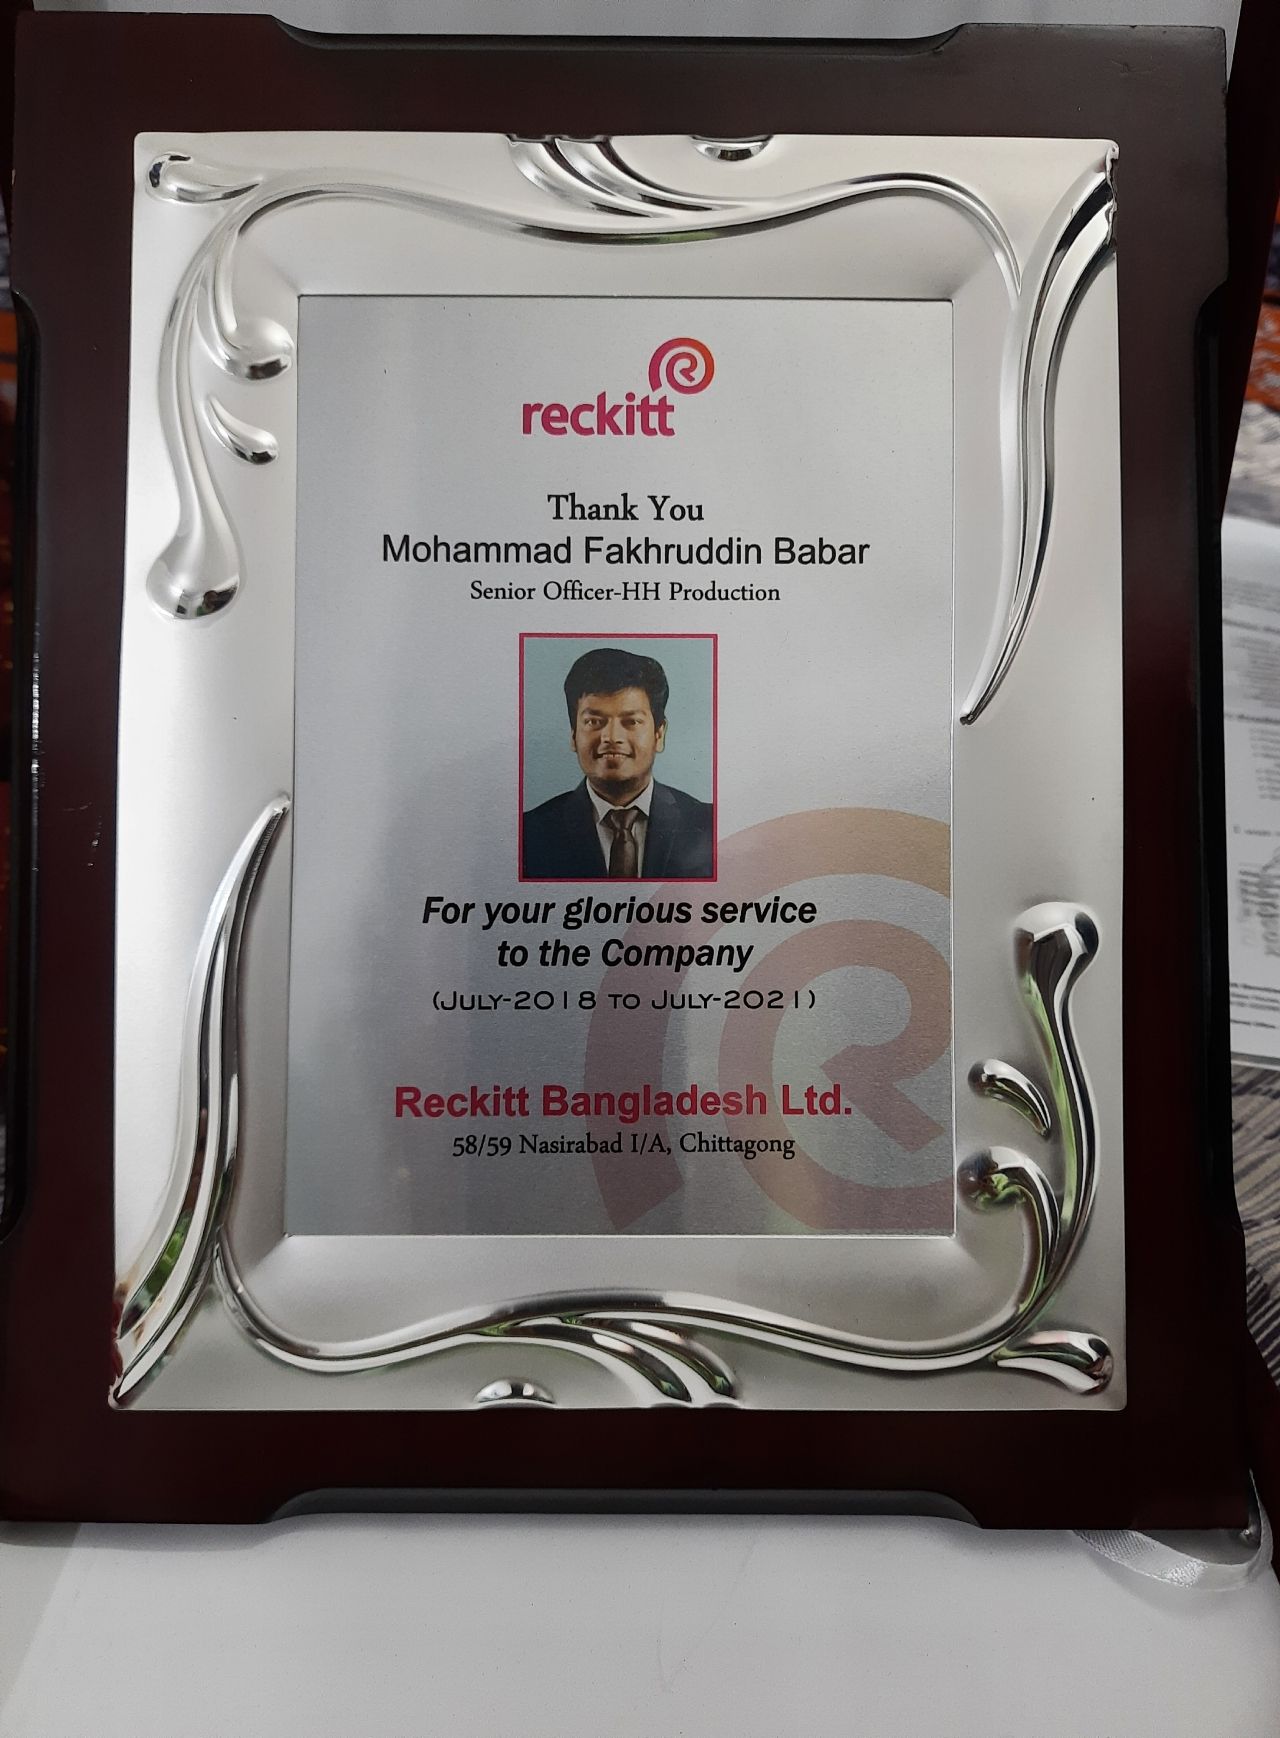 reckitt
Thank You
Mohammad Fakhruddin Babar
Senior Officer-HH Production
For your glorious service
to the Company
(July-2018 to July-2021)
Reckitt Bangladesh Ltd.
58/59 Nasirabad I/A, Chittagong